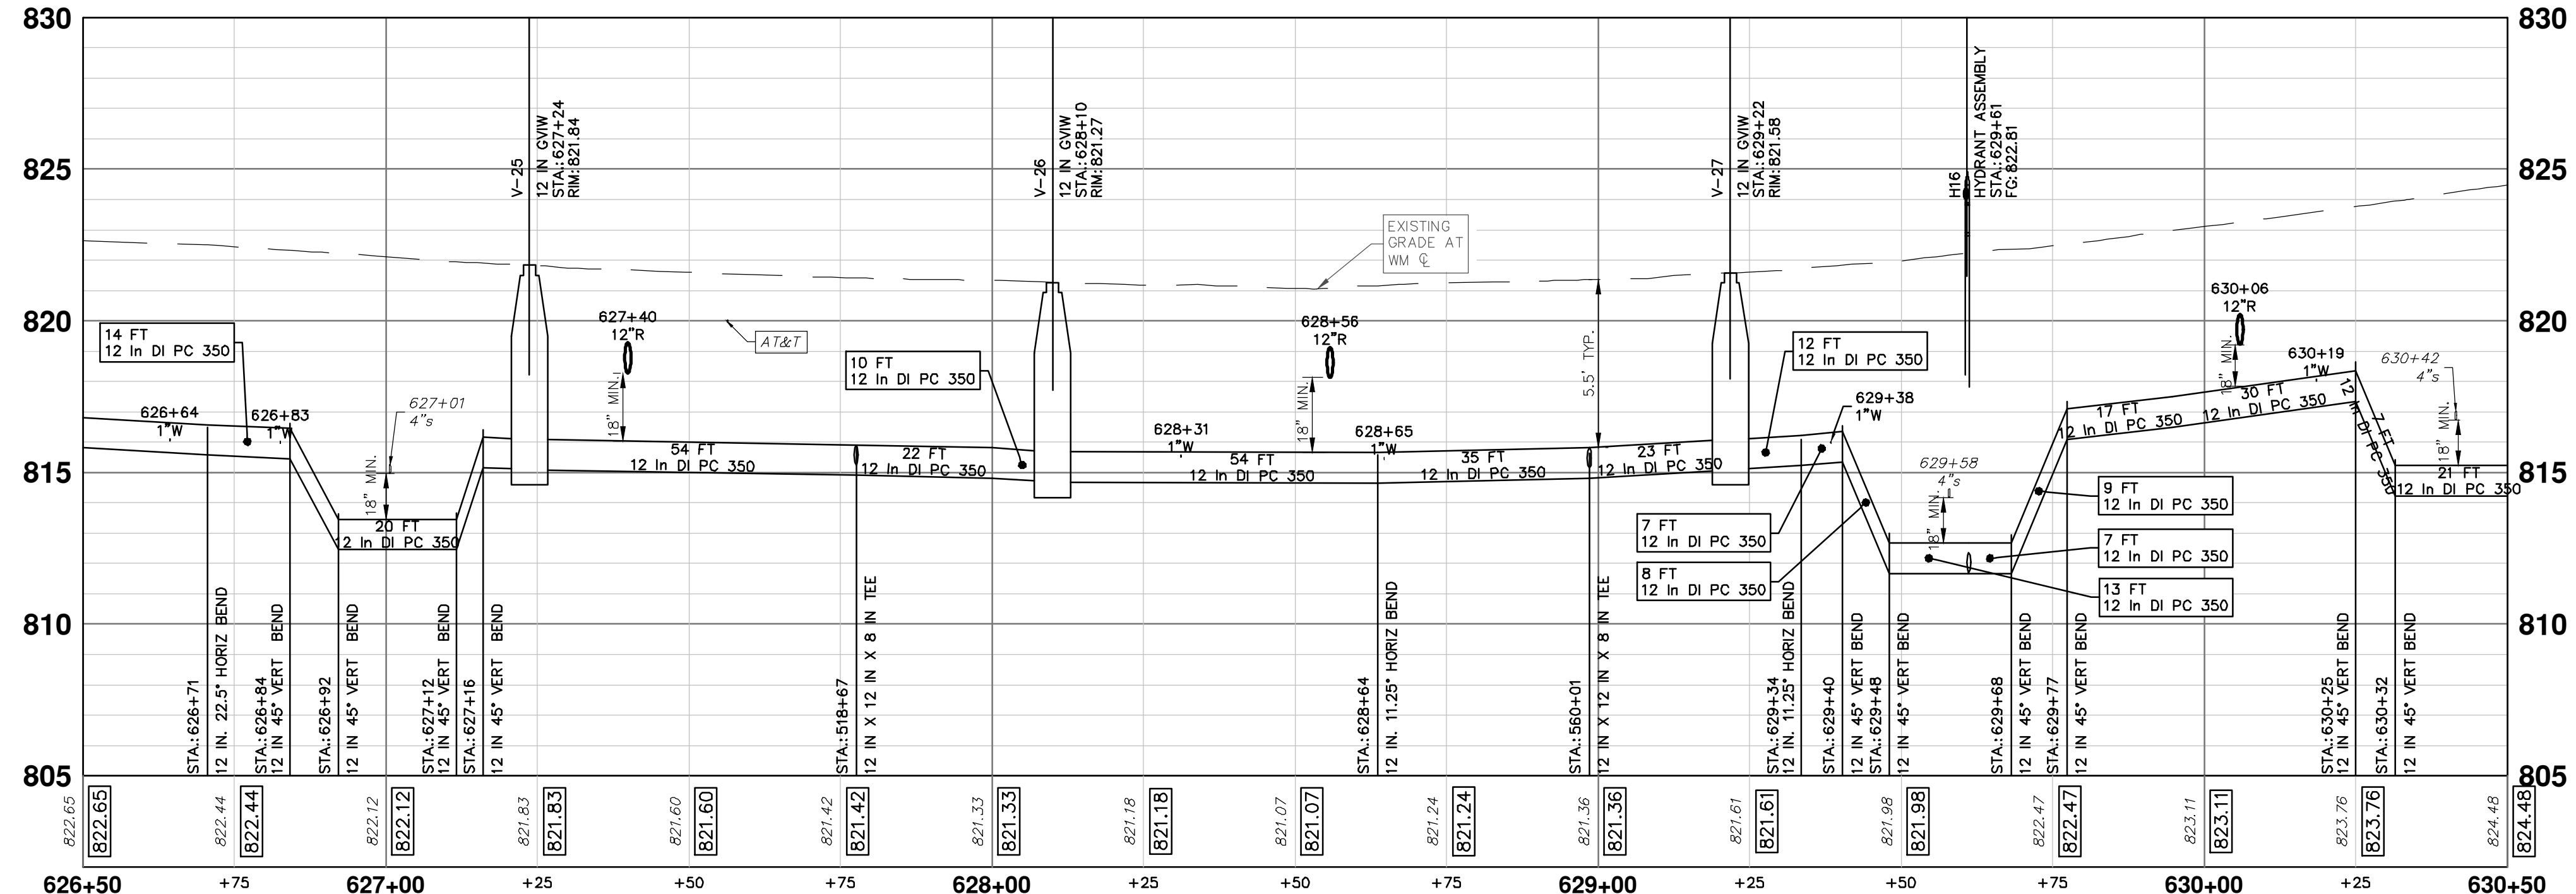 830
830
825
825
820
820
815
815
810
810
805
805
V-25
12 IN GVIW
STA.:627+24
RIM:821.84
V-26
12 IN GVIW
STA.:628+10
RIM:821.27
V-27
12 IN GVIW
STA.:629+22
RIM:821.58
H16
HYDRANT ASSEMBLY
STA.:629+61
FG:822.81
EXISTING
GRADE AT
WM ℄
14 FT
12 In DI PC 350
626+64
1"W
626+83
1"W
627+01
4"s
18" MIN.
20 FT
12 In DI PC 350
627+40
12"R
18" MIN.
AT&T
54 FT
12 In DI PC 350
22 FT
12 In DI PC 350
10 FT
12 In DI PC 350
628+31
1"W
54 FT
12 In DI PC 350
628+56
12"R
18" MIN.
628+65
1"W
35 FT
12 In DI PC 350
5.5' TYP.
23 FT
12 In DI PC 350
12 FT
12 In DI PC 350
629+38
1"W
7 FT
12 In DI PC 350
8 FT
12 In DI PC 350
629+58
4"s
18" MIN.
9 FT
12 In DI PC 350
7 FT
12 In DI PC 350
13 FT
12 In DI PC 350
17 FT
12 In DI PC 350
630+06
12"R
18" MIN.
30 FT
12 In DI PC 350
630+19
1"W
7 FT
12 In DI PC 350
630+42
4"s
18" MIN.
21 FT
12 In DI PC 350
STA.:626+71
12 IN. 22.5° HORIZ BEND
STA.:626+84
12 IN 45° VERT BEND
STA.:626+92
12 IN 45° VERT BEND
STA.:627+12
12 IN 45° VERT BEND
STA.:627+16
12 IN 45° VERT BEND
STA.:518+67
12 IN X 12 IN X 8 IN TEE
STA.:628+64
12 IN. 11.25° HORIZ BEND
STA.:560+01
12 IN X 12 IN X 8 IN TEE
STA.:629+34
12 IN. 11.25° HORIZ BEND
STA.:629+40
12 IN 45° VERT BEND
STA.:629+48
12 IN 45° VERT BEND
STA.:629+68
12 IN 45° VERT BEND
STA.:629+77
12 IN 45° VERT BEND
STA.:630+25
12 IN 45° VERT BEND
STA.:630+32
12 IN 45° VERT BEND
822.65
822.65
822.44
822.44
822.12
822.12
821.83
821.83
821.60
821.60
821.42
821.42
821.33
821.33
821.18
821.18
821.07
821.07
821.24
821.24
821.36
821.36
821.61
821.61
821.98
821.98
822.47
822.47
823.11
823.11
823.76
823.76
824.48
824.48
626+50
+75
627+00
+25
+50
+75
628+00
+25
+50
+75
629+00
+25
+50
+75
630+00
+25
630+50